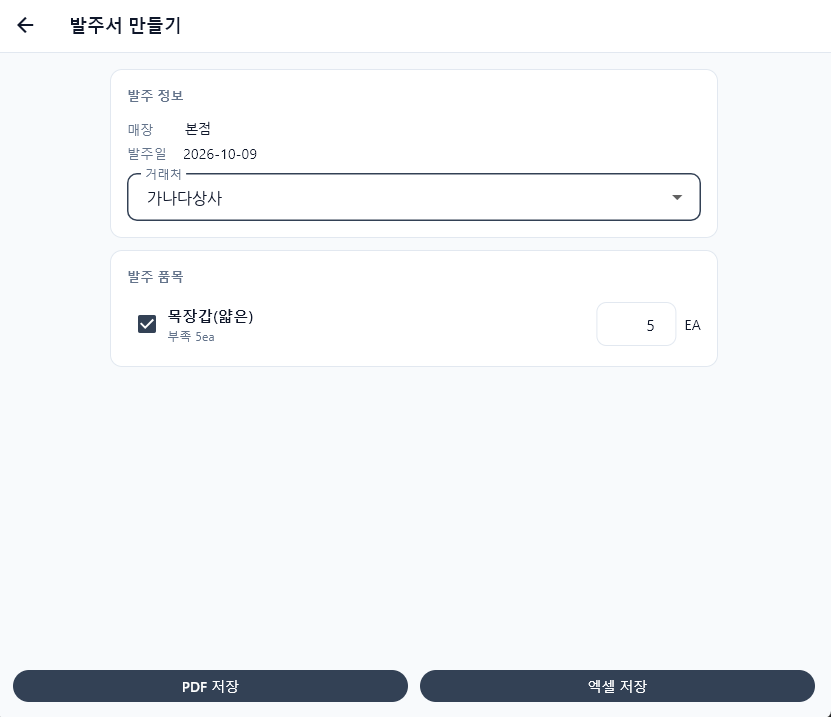 발주서 만들기
발주 정보
매장 본점
발주일 2026-10-09
거래처
가나다상사
발주 품목
목장갑(얇은)
부족 5ea
5 EA
PDF 저장 엑셀 저장